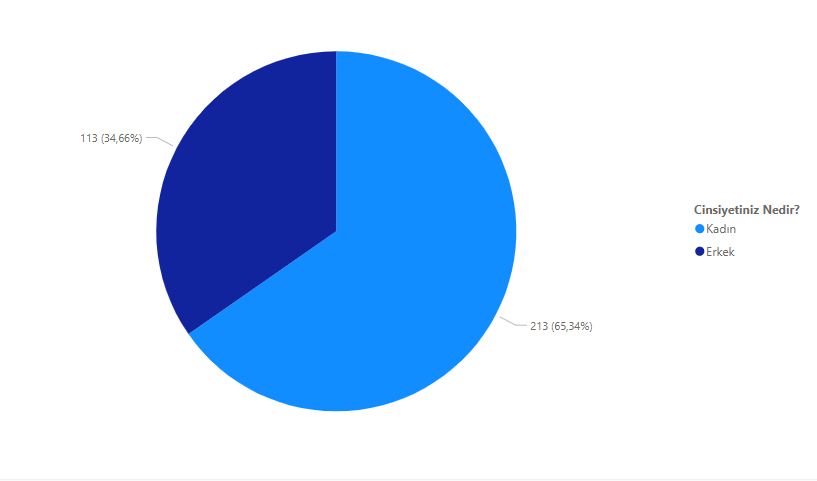 113 (34,66%)
213 (65,34%)
Cinsiyetiniz Nedir?
Kadın
Erkek